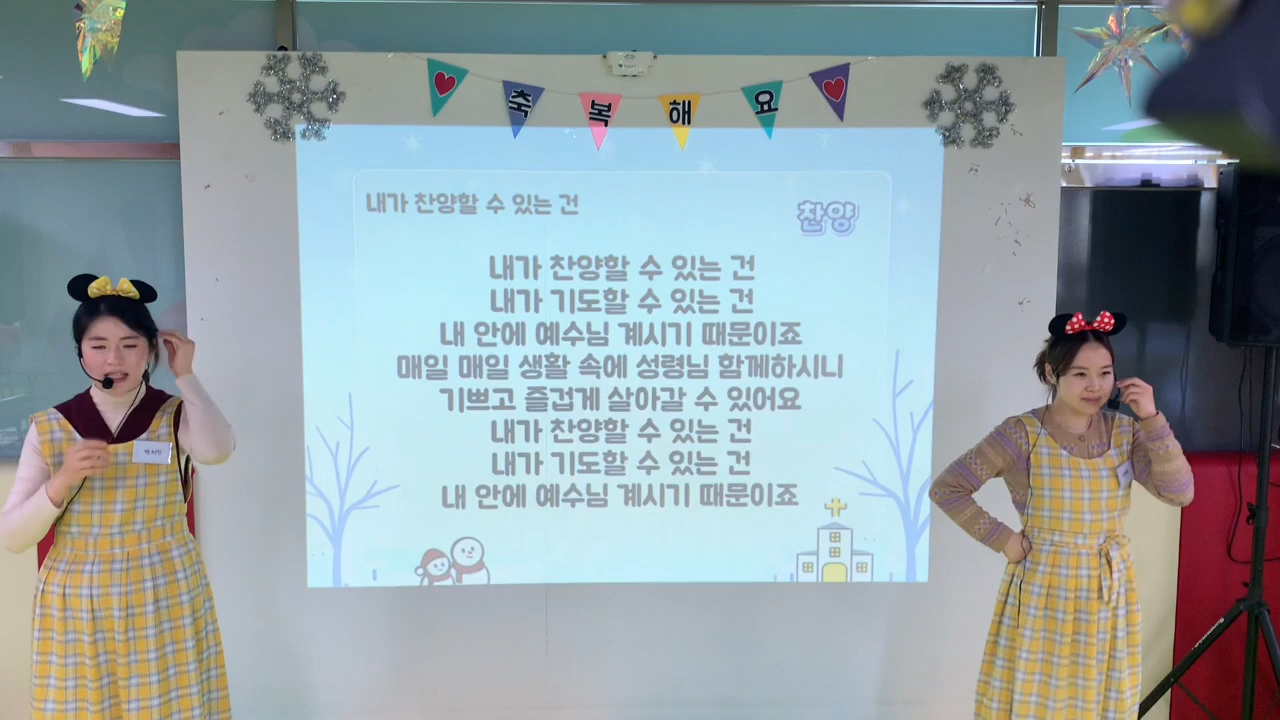 축복해요
내가 찬양할 수 있는 건
찬양
내가 찬양할 수 있는 건
내가 기도할 수 있는 건
내 안에 예수님 계시기 때문이죠
매일 매일 생활 속에 성령님 함께하시니
기쁘고 즐겁게 살아갈 수 있어요
내가 찬양할 수 있는 건
내가 기도할 수 있는 건
내 안에 예수님 계시기 때문이죠